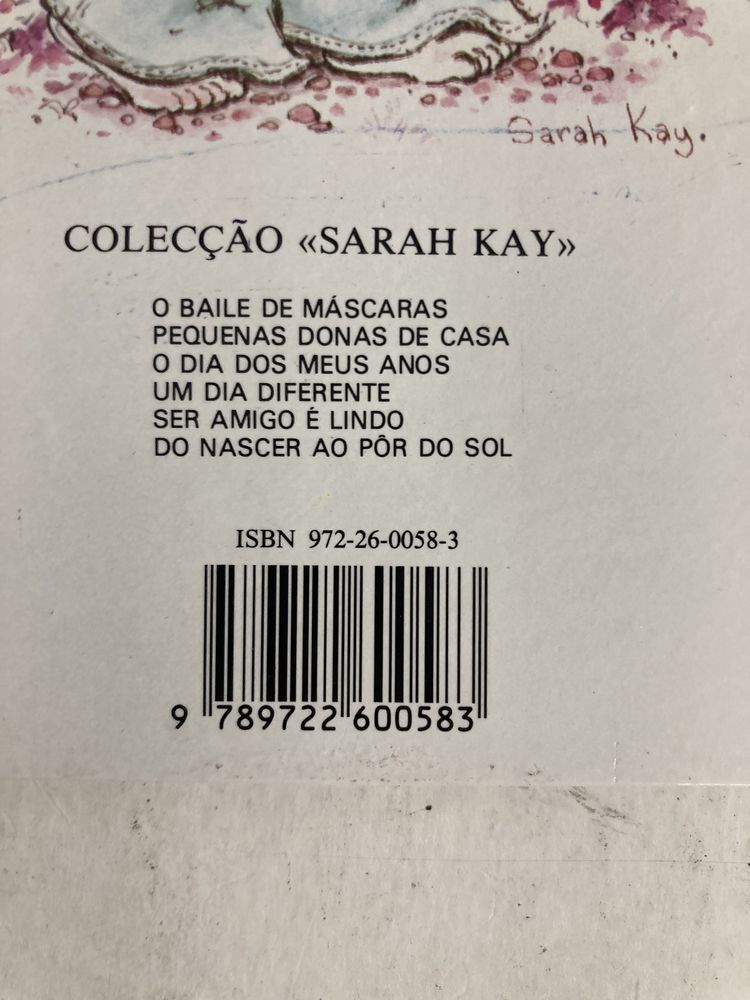 Sarah Kay.
COLECÇÃO «SARAH KAY»
O BAILE DE MÁSCARAS
PEQUENAS DONAS DE CASA
O DIA DOS MEUS ANOS
UM DIA DIFERENTE
SER AMIGO É LINDO
DO NASCER AO PÔR DO SOL
ISBN 972-26-0058-3
9 789722 600583